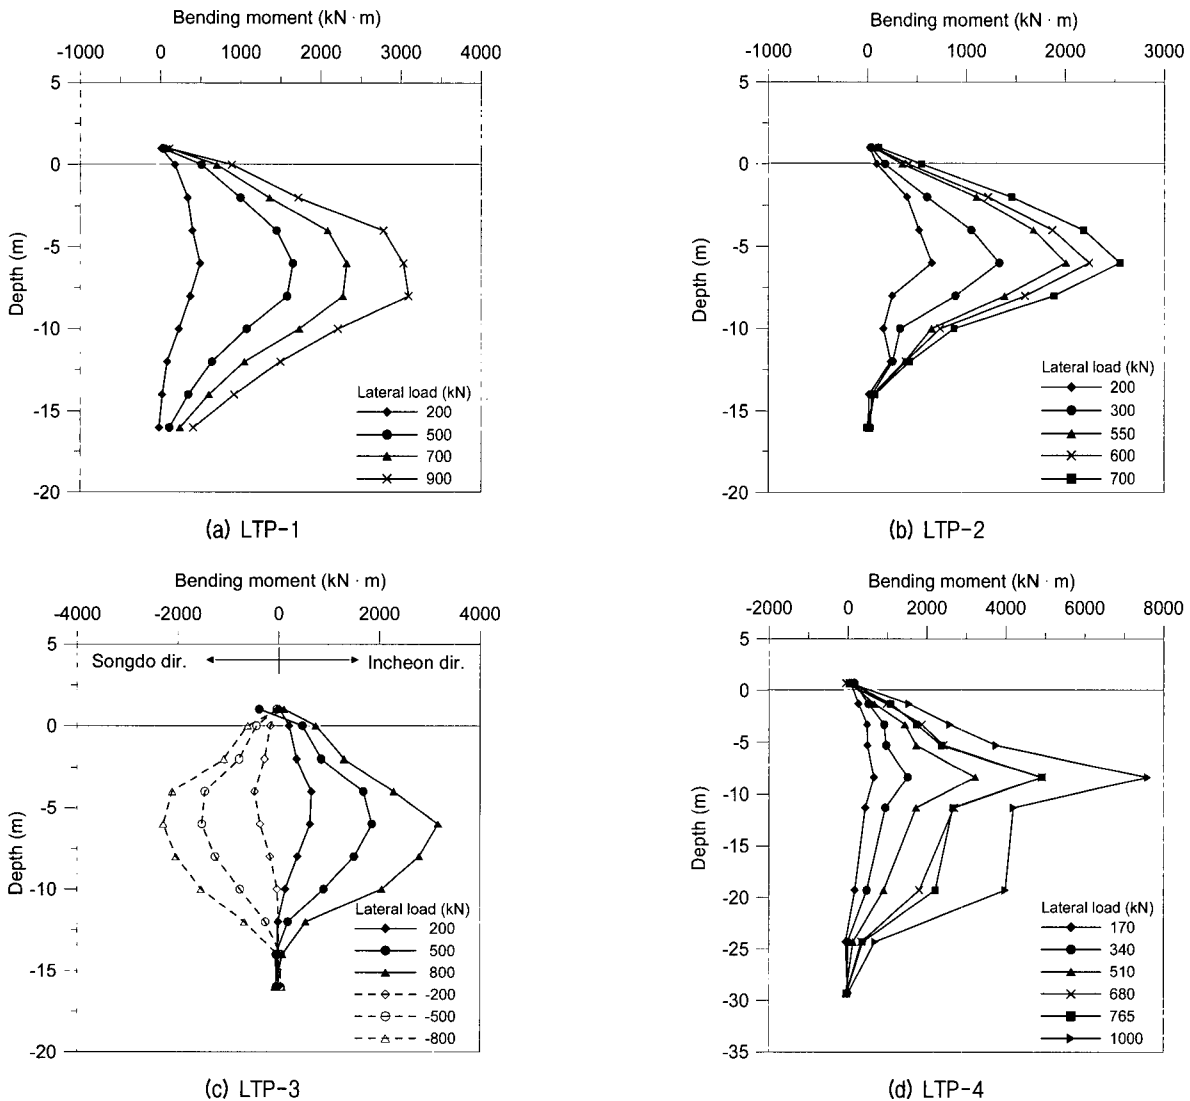 Bending moment (kN · m)
-1000 0 1000 2000 3000 4000
5
0
-5
-10
-15
-20
Depth (m)
Lateral load (kN)
200
500
700
900
(a) LTP-1
Bending moment (kN · m)
-1000 0 1000 2000 3000
5
0
-5
-10
-15
-20
Depth (m)
Lateral load (kN)
200
300
550
600
700
(b) LTP-2
Bending moment (kN · m)
-4000 -2000 0 2000 4000
5
0
-5
-10
-15
-20
Depth (m)
Songdo dir. Incheon dir.
Lateral load (kN)
200
500
800
-200
-500
-800
(c) LTP-3
Bending moment (kN · m)
-2000 0 2000 4000 6000 8000
5
0
-5
-10
-15
-20
-25
-30
-35
Depth (m)
Lateral load (kN)
170
340
510
680
765
1000
(d) LTP-4